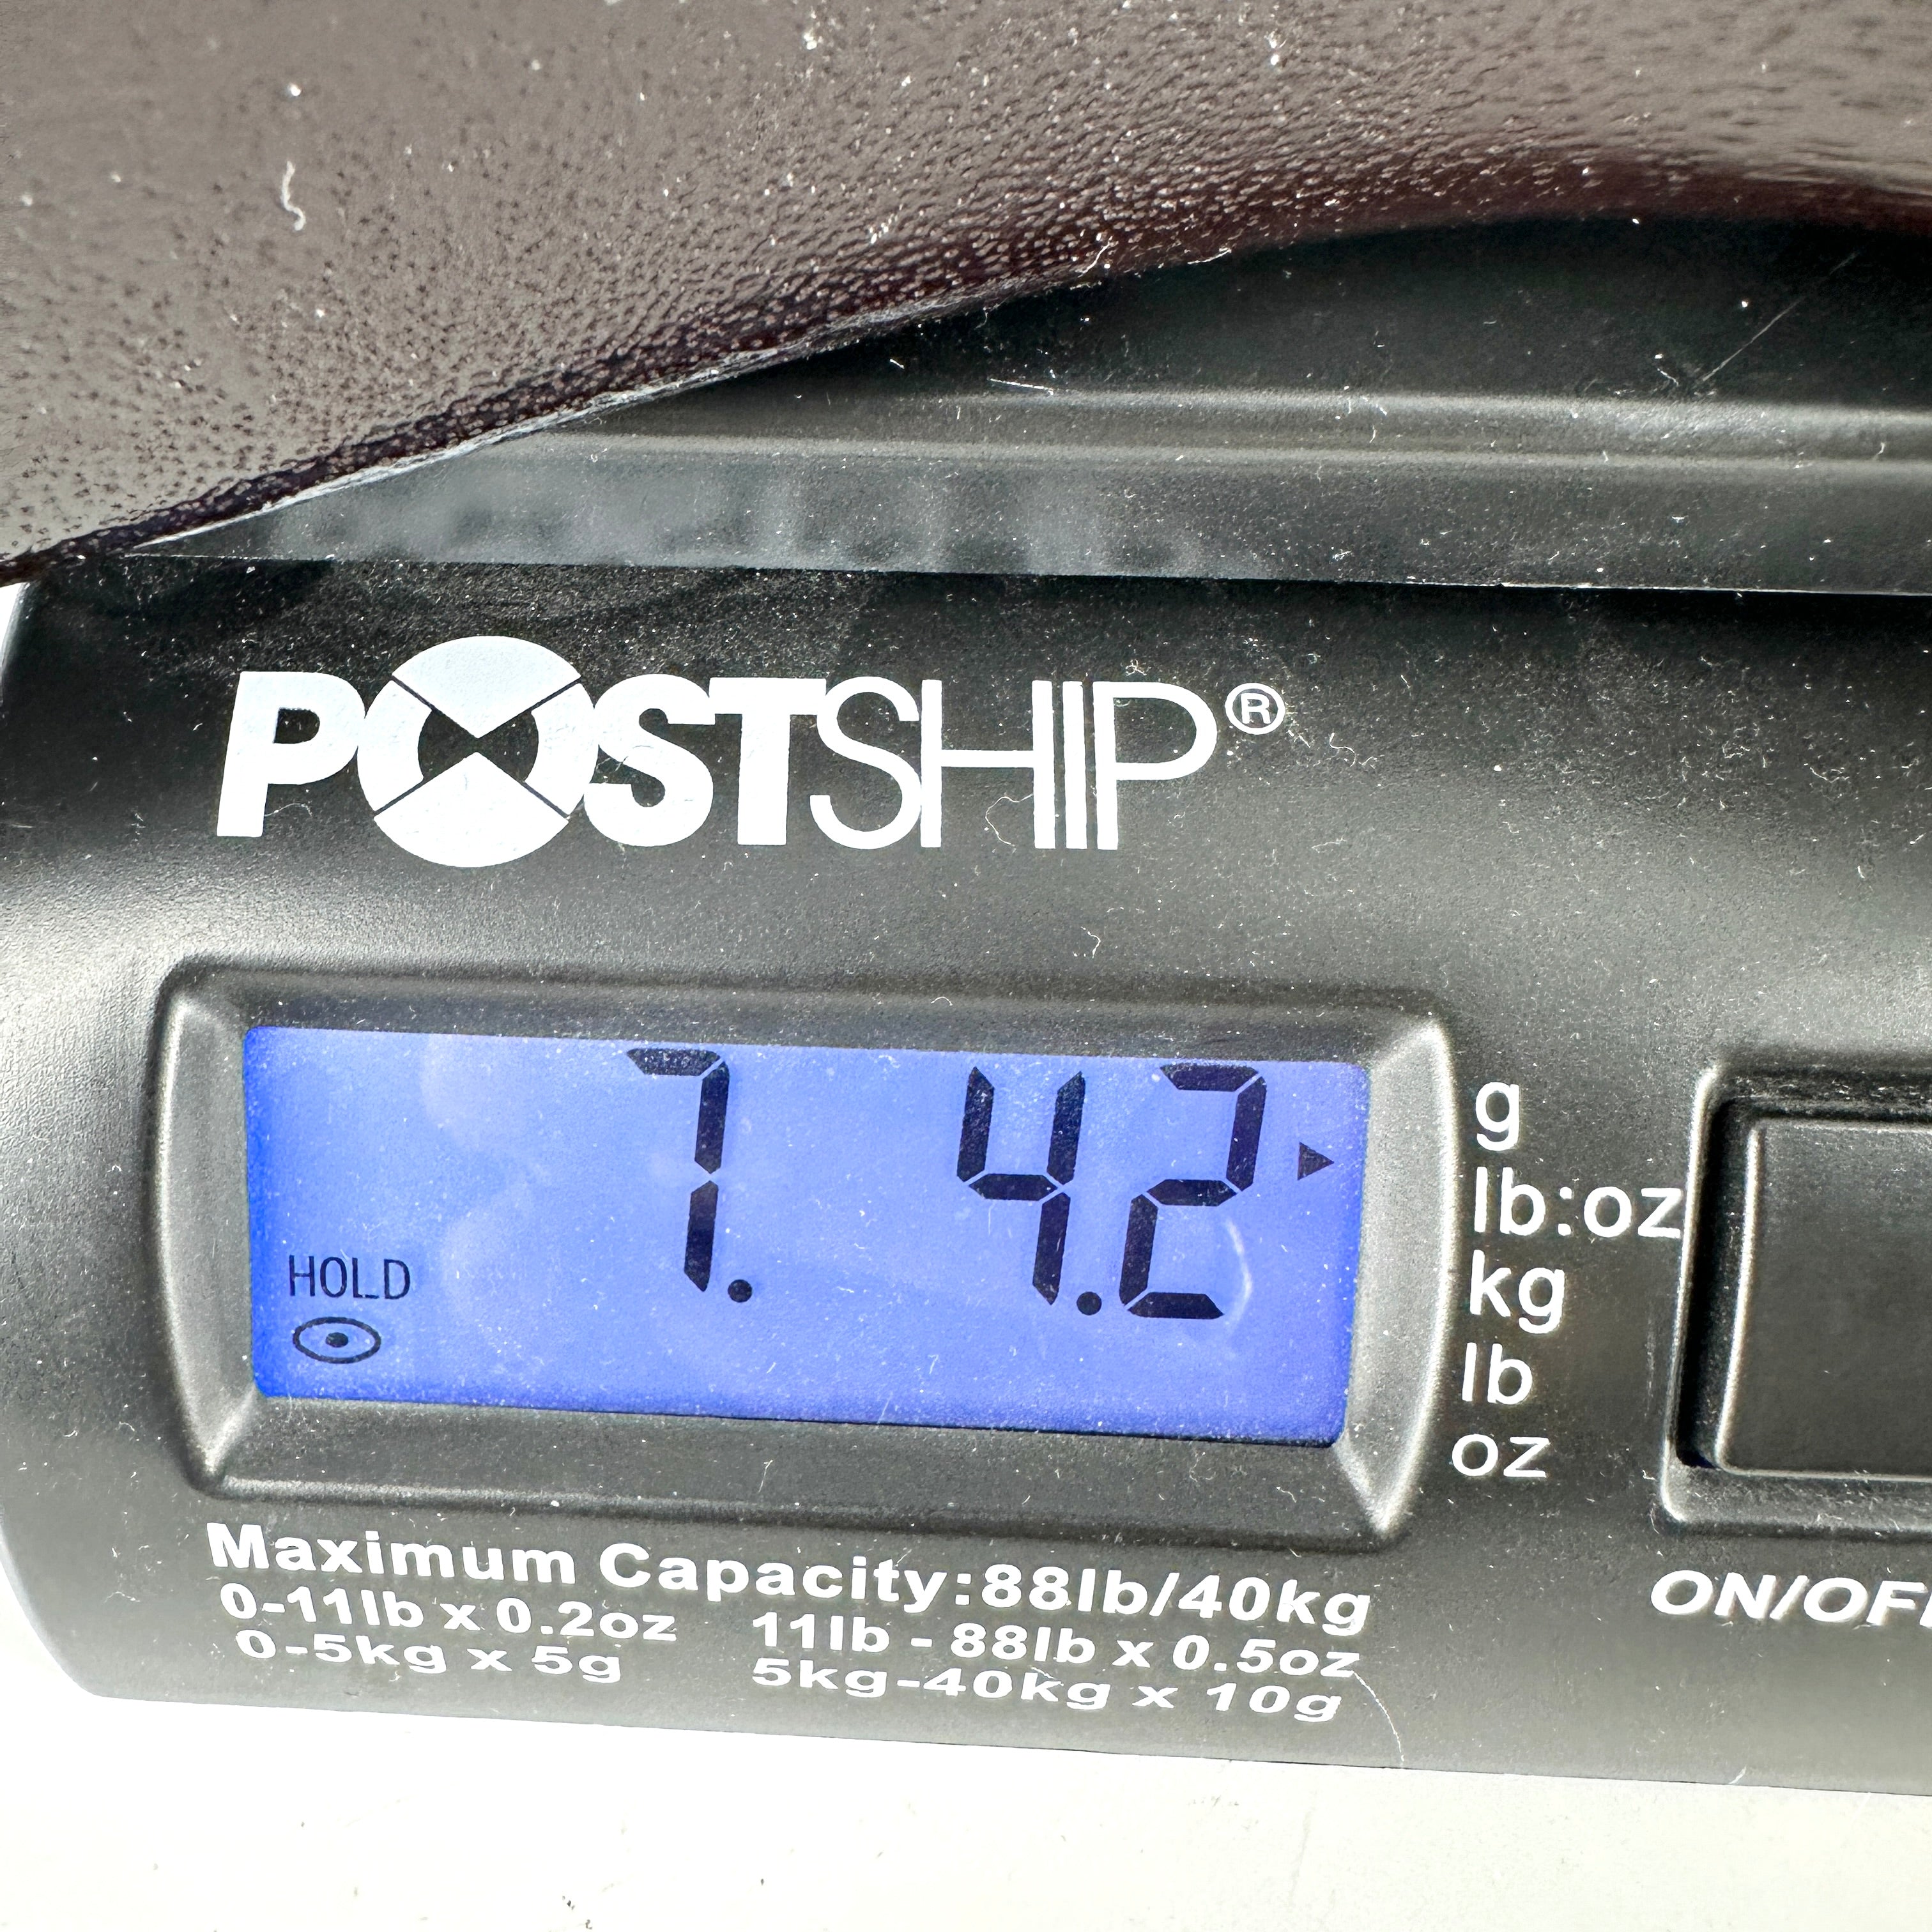 POSTSHIP®
7. 4.2
HOLD
g
lb:oz
kg
lb
oz
Maximum Capacity:88lb/40kg
0-11lb x 0.2oz 11lb - 88lb x 0.5oz
0-5kg x 5g 5kg-40kg x 10g
ON/OF